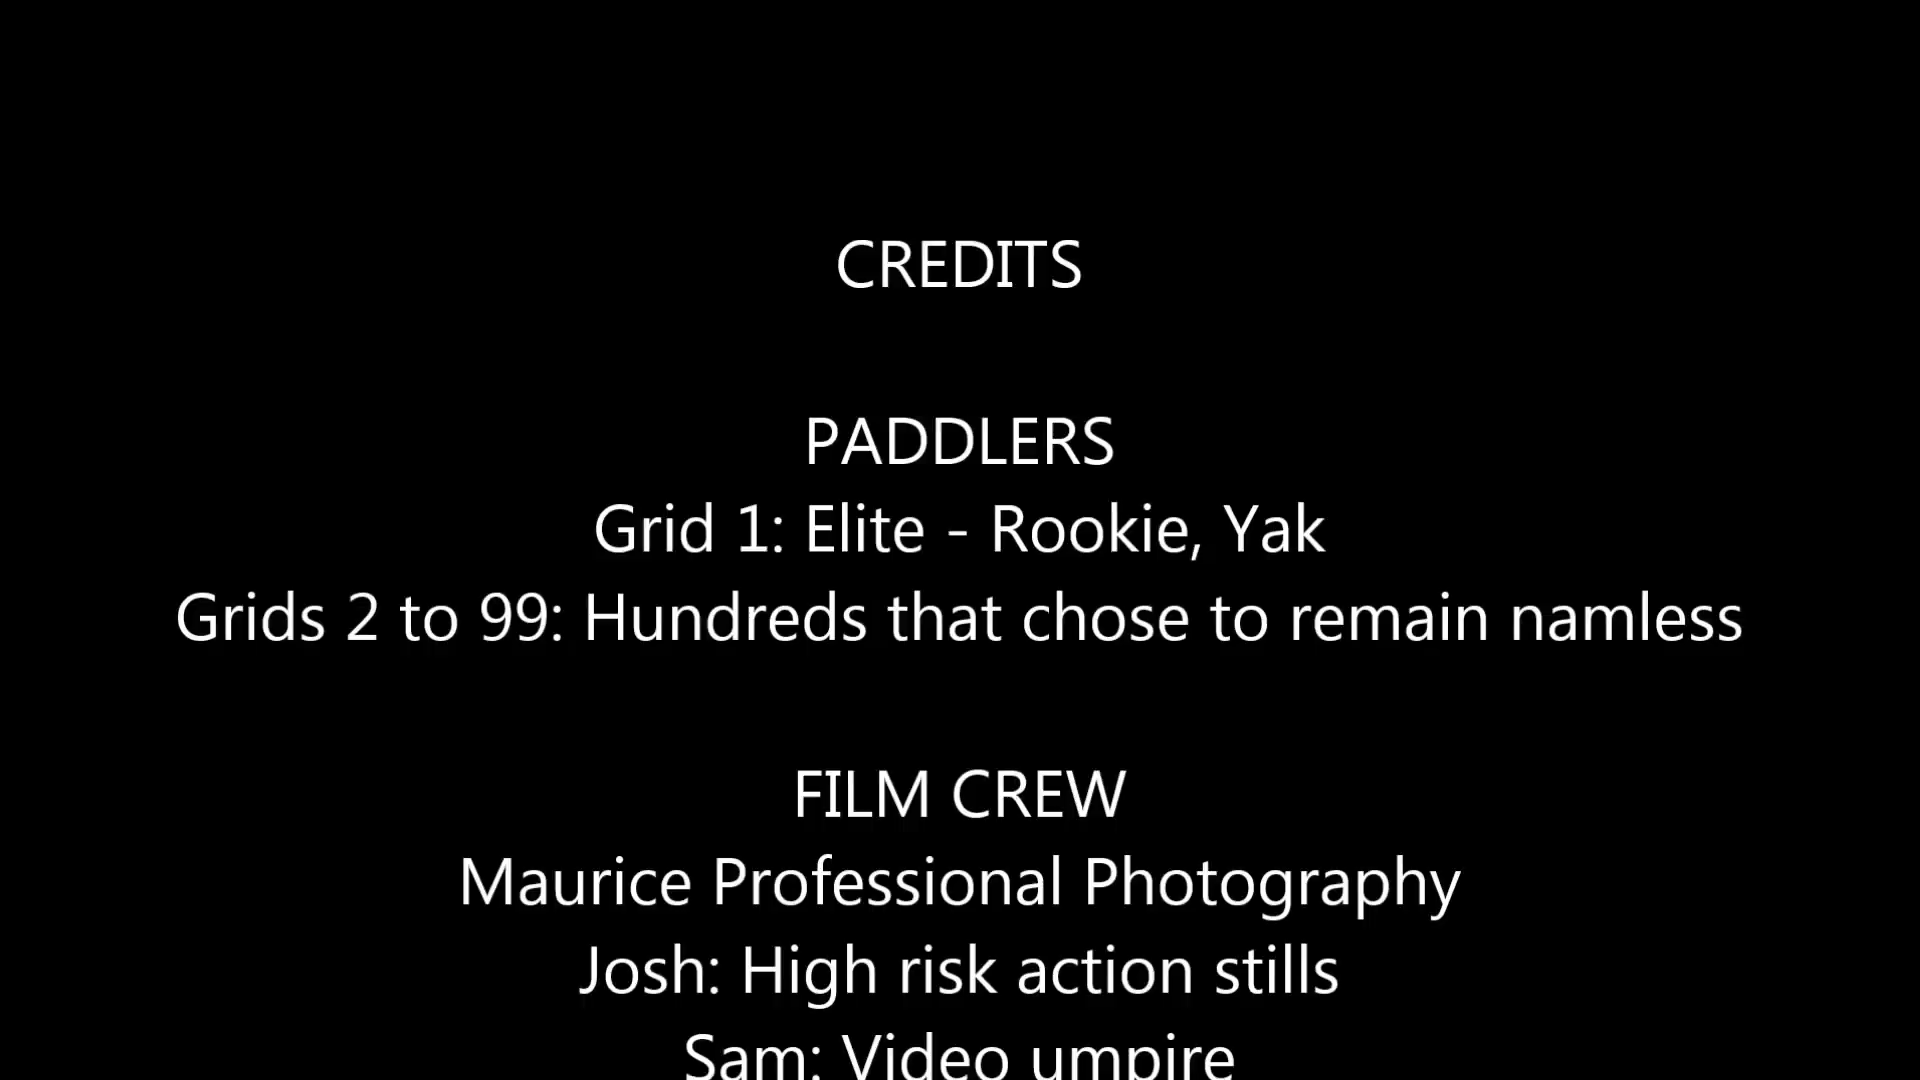 CREDITS
PADDLERS
Grid 1: Elite - Rookie, Yak
Grids 2 to 99: Hundreds that chose to remain namless
FILM CREW
Maurice Professional Photography
Josh: High risk action stills
Sam: Video umpire